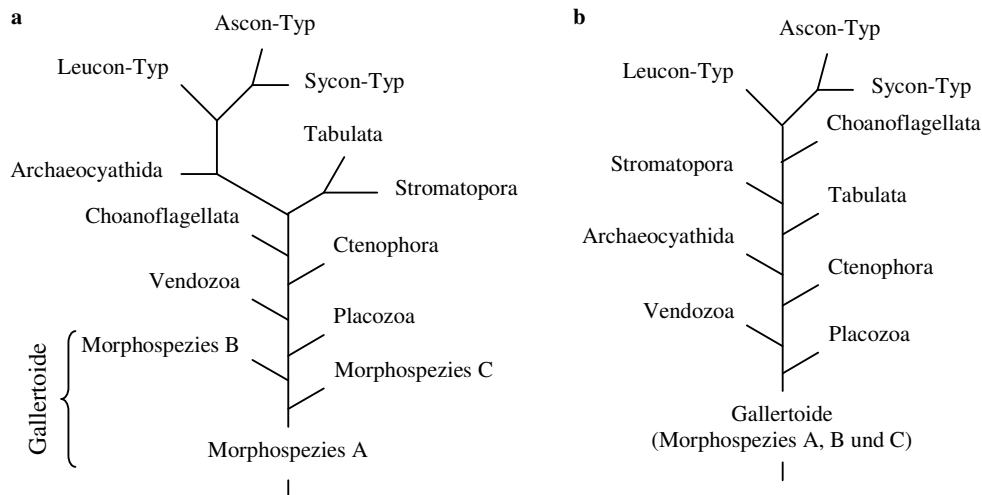 a
Ascon-Typ
Leucon-Typ
Sycon-Typ
Tabulata
Archaeocyathida
Stromatopora
Choanoflagellata
Ctenophora
Vendozoa
Placozoa
Morphospezies B
Morphospezies C
Gallertoide
Morphospezies A
b
Ascon-Typ
Leucon-Typ
Sycon-Typ
Choanoflagellata
Stromatopora
Tabulata
Archaeocyathida
Ctenophora
Vendozoa
Placozoa
Gallertoide
(Morphospezies A, B und C)